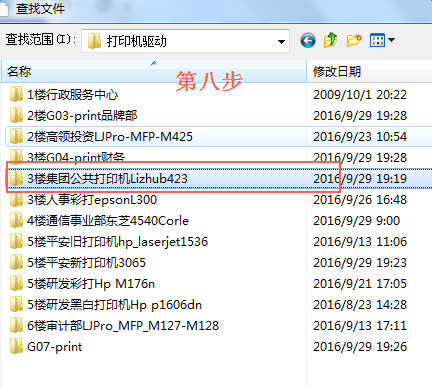 查找文件
查找范围(I): 打印机驱动
名称 修改日期
第八步
1楼行政服务中心 2009/10/1 20:22
2楼G03-print品牌部 2016/9/29 19:28
2楼高领投资LJPro-MFP-M425 2016/9/23 10:54
3楼G04-print财务 2016/9/29 19:28
3楼集团公共打印机Lizhub423 2016/9/29 19:19
3楼人事彩打epsonL300 2016/9/26 16:48
4楼通信事业部东芝4540Corle 2016/9/29 9:00
5楼平安旧打印机hp_laserjet1536 2016/9/13 11:06
5楼平安新打印机3065 2016/9/29 19:23
5楼研发彩打Hp M176n 2016/9/21 17:05
5楼研发黑白打印机Hp p1606dn 2016/8/23 14:28
6楼审计部LJPro_MFP_M127-M128 2016/9/13 17:11
G07-print 2016/9/29 19:26